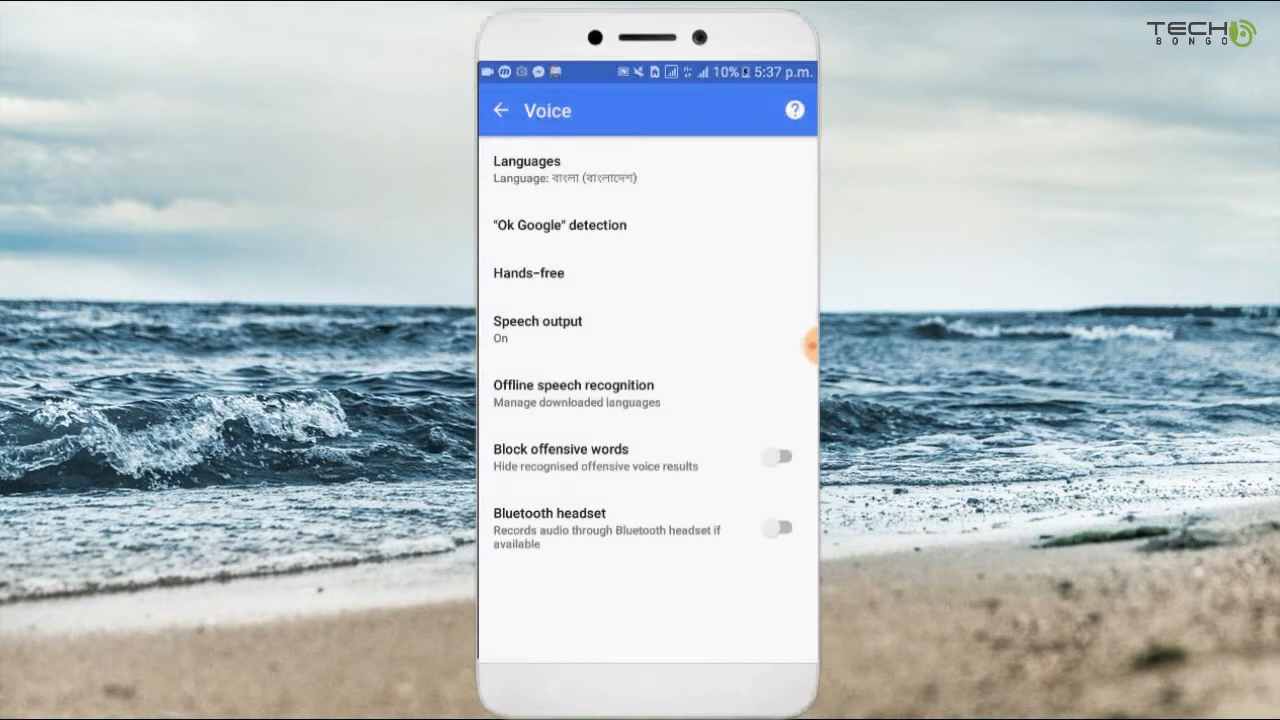 TECH
BONGO
10% 5:37 p.m.
Voice
Languages
Language: বাংলা (বাংলাদেশ)
"Ok Google" detection
Hands-free
Speech output
On
Offline speech recognition
Manage downloaded languages
Block offensive words
Hide recognised offensive voice results
Bluetooth headset
Records audio through Bluetooth headset if
available